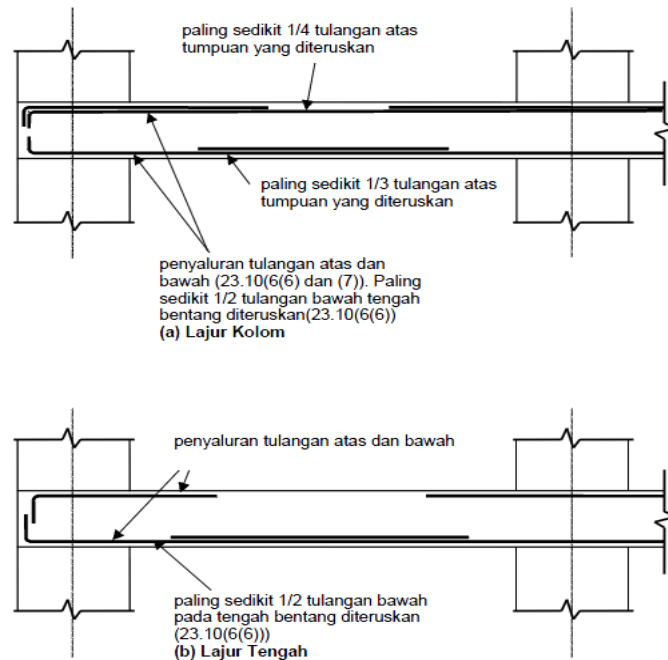 paling sedikit 1/4 tulangan atas
tumpuan yang diteruskan
paling sedikit 1/3 tulangan atas
tumpuan yang diteruskan
penyaluran tulangan atas dan
bawah (23.10(6(6) dan (7)). Paling
sedikit 1/2 tulangan bawah tengah
bentang diteruskan(23.10(6(6))
(a) Lajur Kolom
penyaluran tulangan atas dan bawah
paling sedikit 1/2 tulangan bawah
pada tengah bentang diteruskan
(23.10(6(6)))
(b) Lajur Tengah